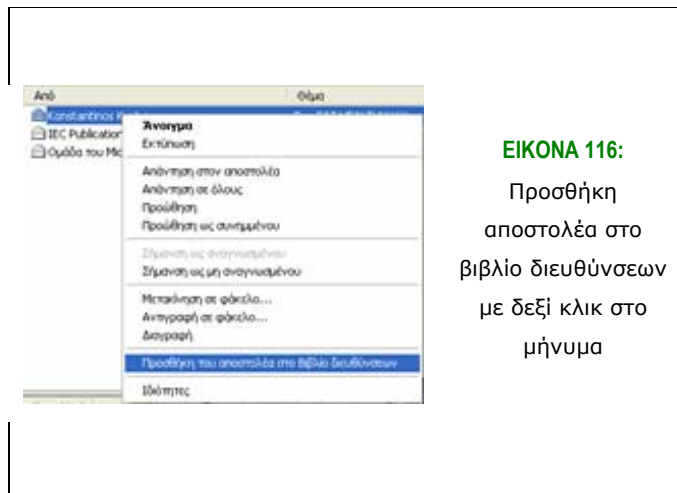 Από Θέμα
Konstantinos
IEC Publication
Ομάδα του Mic
Άνοιγμα
Εκτύπωση
Απάντηση στον αποστολέα
Απάντηση σε όλους
Προώθηση
Προώθηση ως συνημμένου
Σήμανση ως αναγνωσμένου
Σήμανση ως μη αναγνωσμένου
Μετακίνηση σε φάκελο...
Αντιγραφή σε φάκελο...
Διαγραφή
Προσθήκη του αποστολέα στο Βιβλίο διευθύνσεων
Ιδιότητες
ΕΙΚΟΝΑ 116:
Προσθήκη
αποστολέα στο
βιβλίο διευθύνσεων
με δεξί κλικ στο
μήνυμα